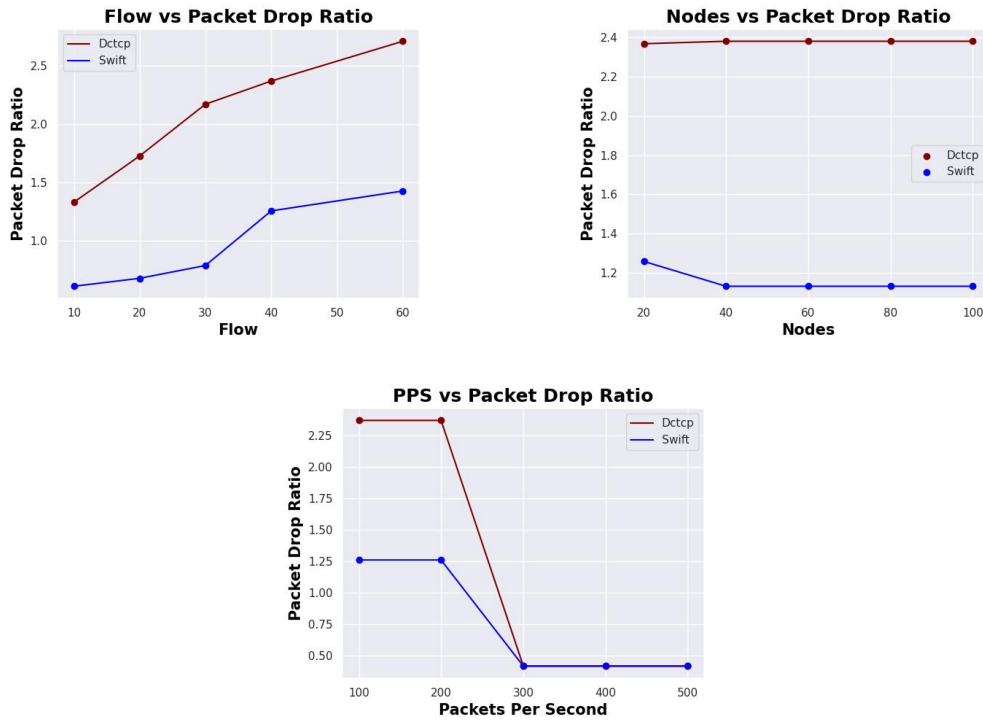 Flow vs Packet Drop Ratio
Dctcp
Swift
Packet Drop Ratio
2.5
2.0
1.5
1.0
10 20 30 40 50 60
Flow
Nodes vs Packet Drop Ratio
Packet Drop Ratio
2.4
2.2
2.0
1.8
1.6
1.4
1.2
Dctcp
Swift
20 40 60 80 100
Nodes
PPS vs Packet Drop Ratio
Dctcp
Swift
Packet Drop Ratio
2.25
2.00
1.75
1.50
1.25
1.00
0.75
0.50
100 200 300 400 500
Packets Per Second